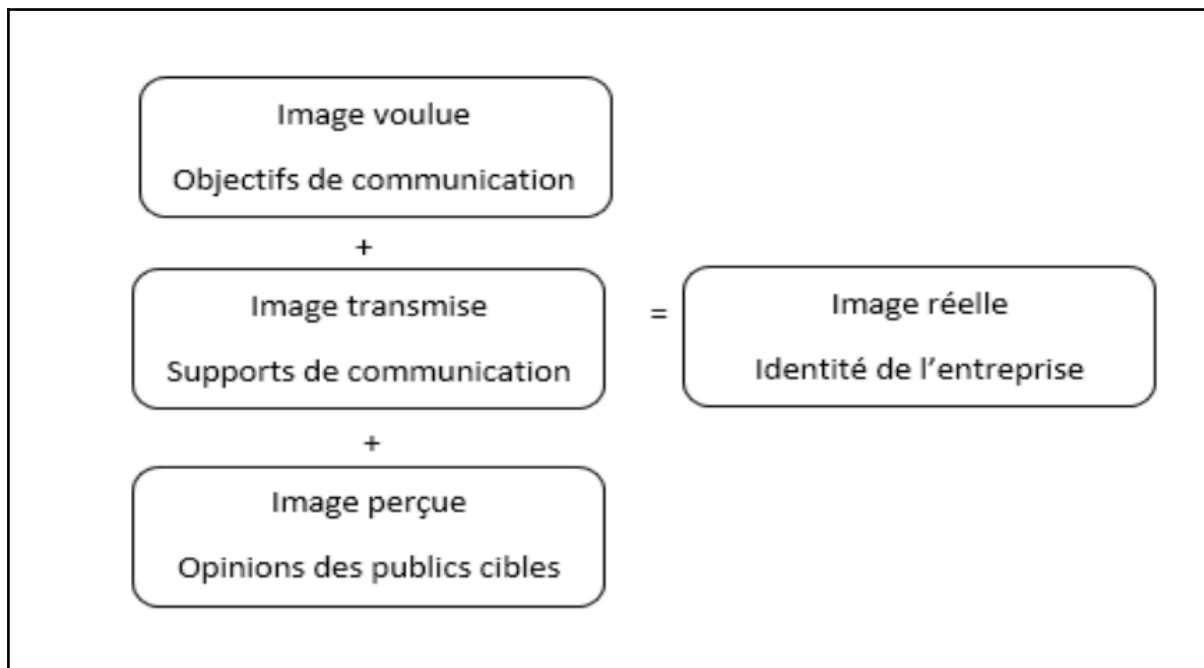 Image voulue
Objectifs de communication
+
Image transmise
Supports de communication
=
Image réelle
Identité de l'entreprise
+
Image perçue
Opinions des publics cibles